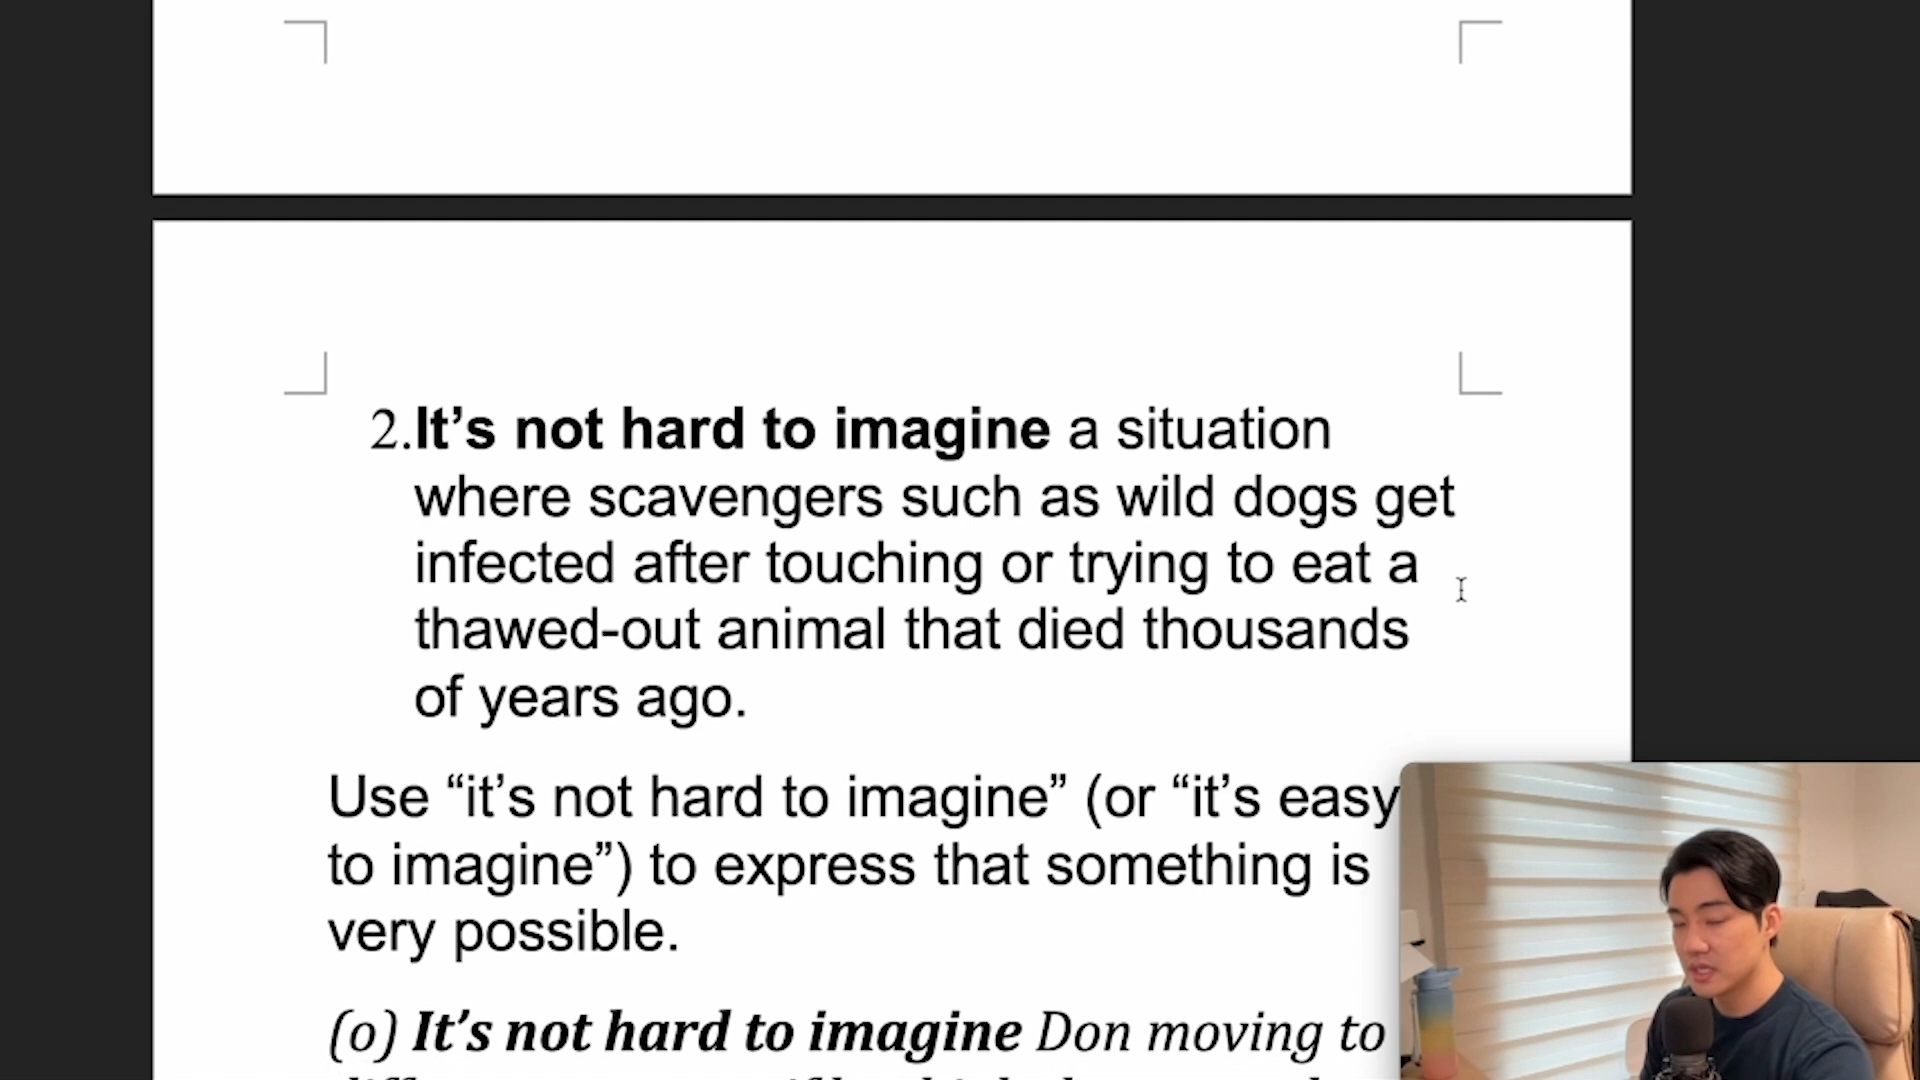 2.It’s not hard to imagine a situation
where scavengers such as wild dogs get
infected after touching or trying to eat a
thawed-out animal that died thousands
of years ago.
Use “it’s not hard to imagine” (or “it’s easy
to imagine”) to express that something is
very possible.
(o) It’s not hard to imagine Don moving to